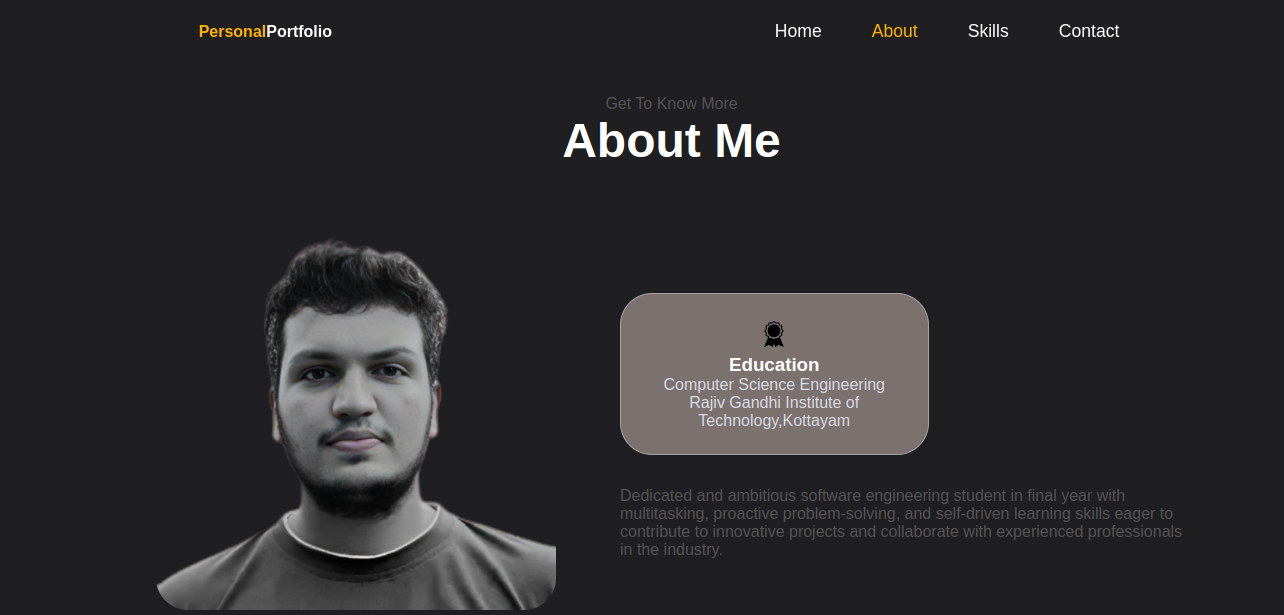 PersonalPortfolio
Home About Skills Contact
Get To Know More
About Me
Education
Computer Science Engineering
Rajiv Gandhi Institute of
Technology,Kottayam
Dedicated and ambitious software engineering student in final year with
multitasking, proactive problem-solving, and self-driven learning skills eager to
contribute to innovative projects and collaborate with experienced professionals
in the industry.